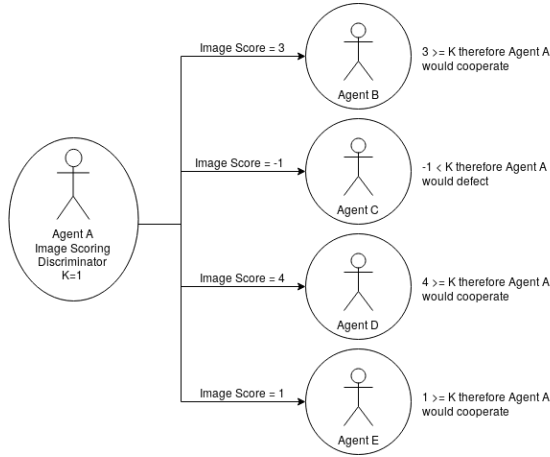 Image Score = 3
Agent B
3 >= K therefore Agent A
would cooperate
Image Score = -1
Agent C
-1 < K therefore Agent A
would defect
Agent A
Image Scoring
Discriminator
K=1
Image Score = 4
Agent D
4 >= K therefore Agent A
would cooperate
Image Score = 1
Agent E
1 >= K therefore Agent A
would cooperate